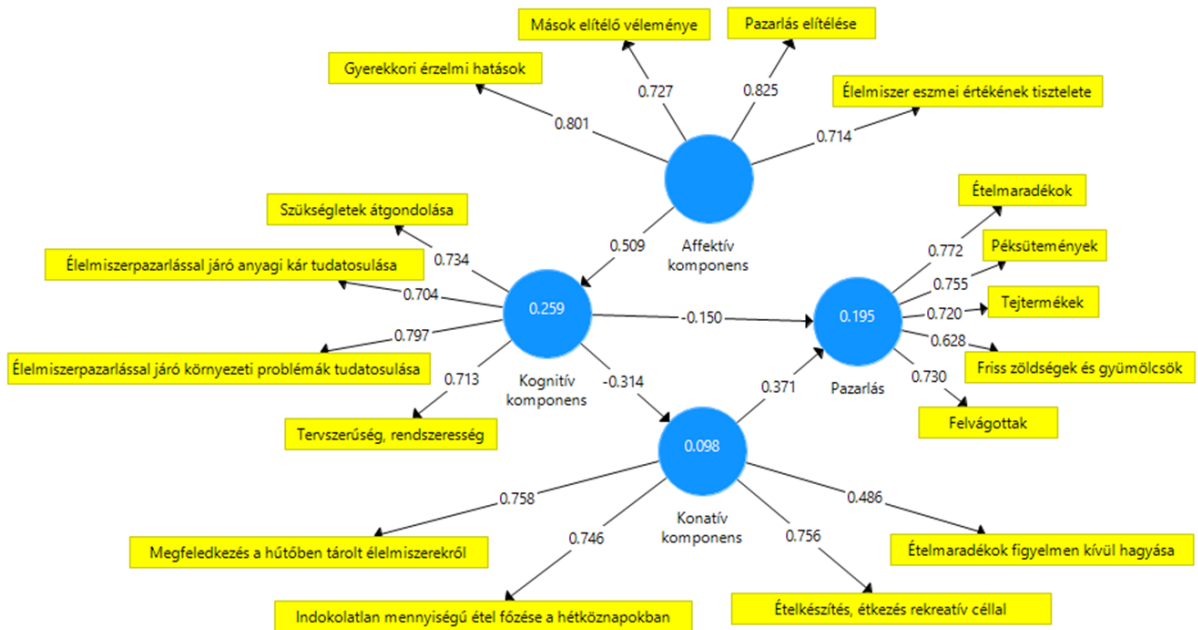 Mások elítélő véleménye
Pazarlás elítélése
Gyerekkori érzelmi hatások
Élelmiszer eszmei értékének tisztelete
0.727
0.825
0.801
0.714
Affektív
komponens
0.509
Szükségletek átgondolása
Élelmiszerpazarlással járó anyagi kár tudatosulása
Élelmiszerpazarlással járó környezeti problémák tudatosulása
Tervszerűség, rendszeresség
0.734
0.704
0.797
0.713
0.259
Kognitív
komponens
-0.150
-0.314
0.195
Pazarlás
0.371
Ételmaradékok
Péksütemények
Tejtermékek
Friss zöldségek és gyümölcsök
Felvágottak
0.772
0.755
0.720
0.628
0.730
0.098
Konatív
komponens
0.758
0.746
0.756
0.486
Megfeledkezés a hűtőben tárolt élelmiszerekről
Indokolatlan mennyiségű étel főzése a hétköznapokban
Ételkészítés, étkezés rekreatív céllal
Ételmaradékok figyelmen kívül hagyása